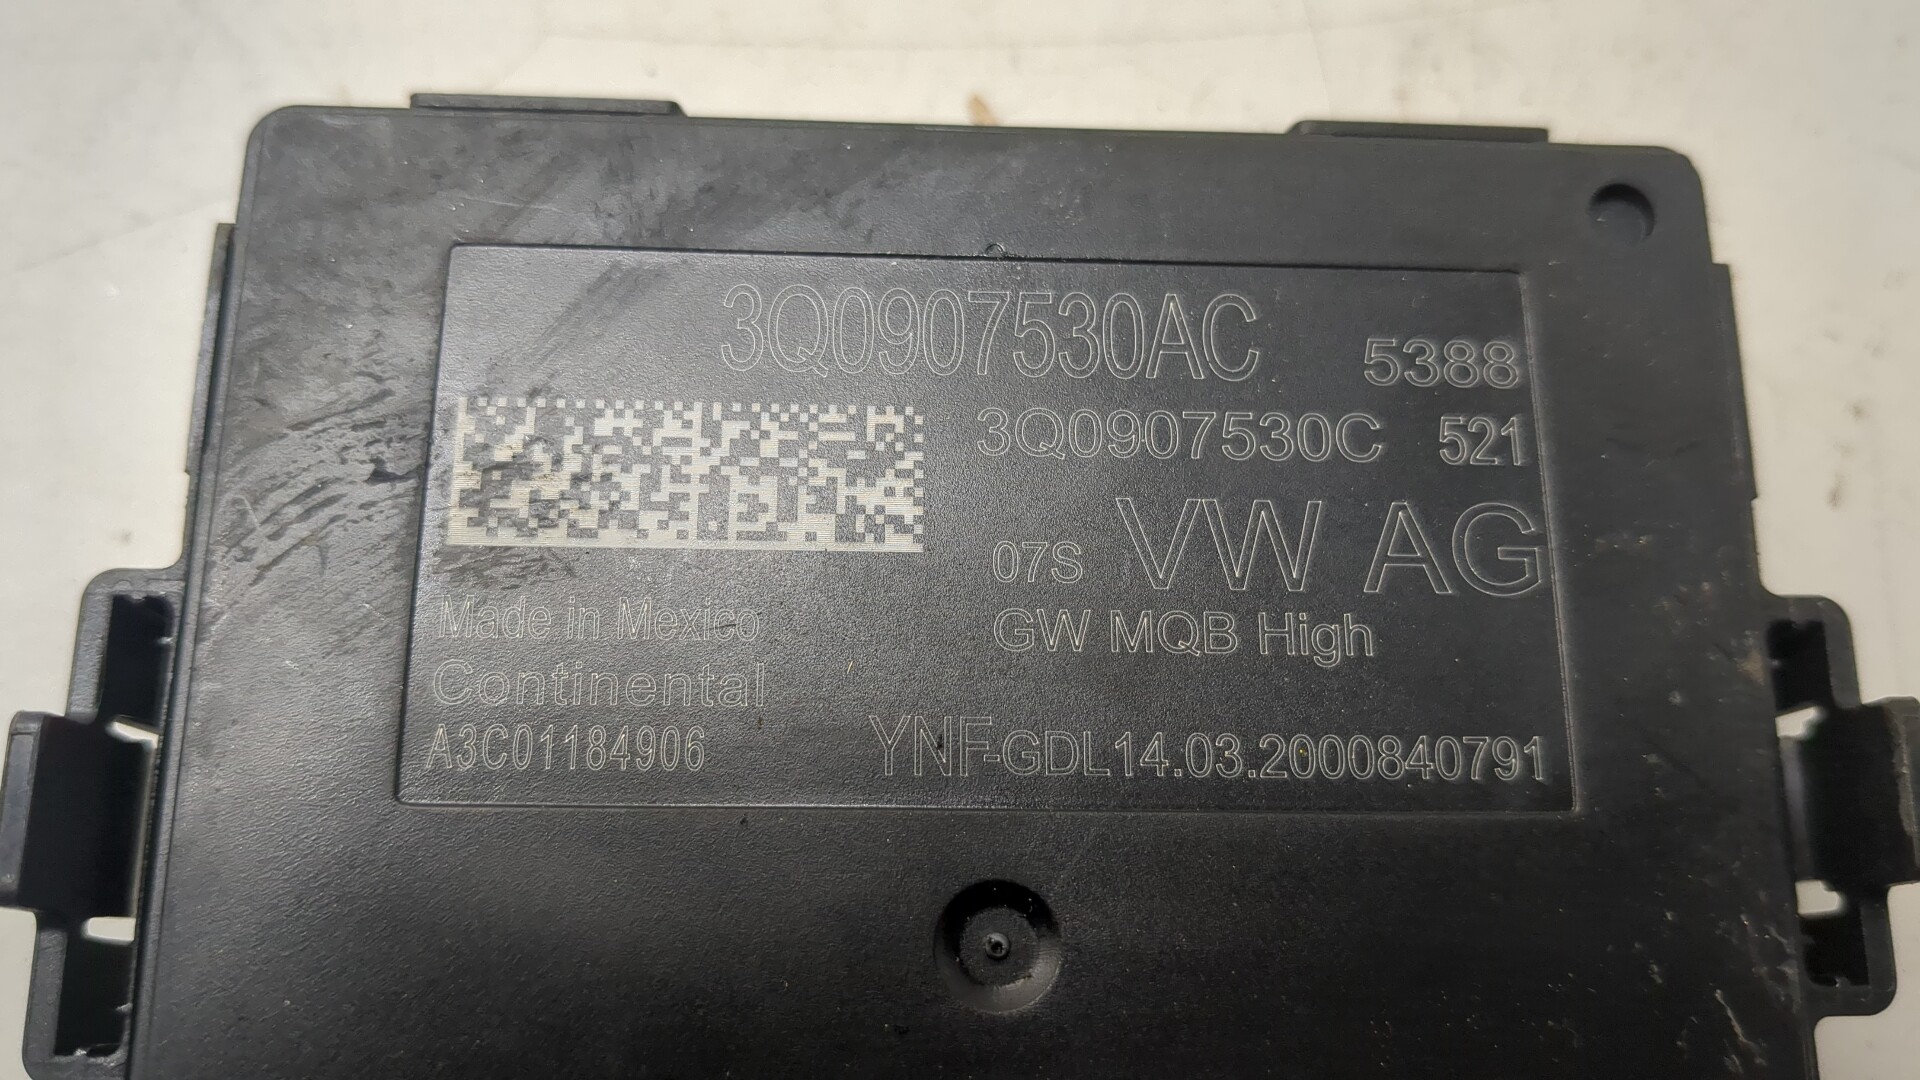 3Q0907530AC 5388
3Q0907530C 521
07S VW AG
GW MQB High
Made in Mexico
Continental
A3C01184906
YNF-GDL14.03.2000840791